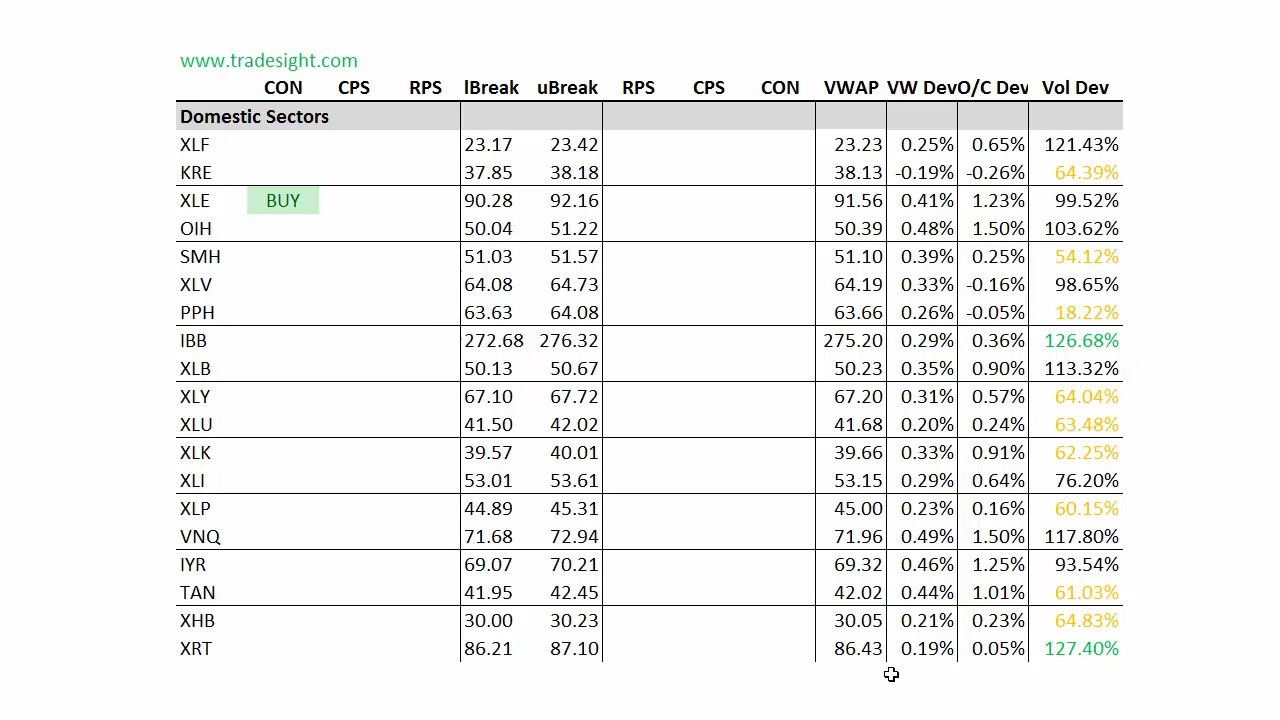 www.tradesight.com
CON CPS RPS lBreak uBreak RPS CPS CON VWAP VW Dev O/C Dev Vol Dev
Domestic Sectors
XLF 23.17 23.42 23.23 0.25% 0.65% 121.43%
KRE 37.85 38.18 38.13 -0.19% -0.26% 64.39%
XLE BUY 90.28 92.16 91.56 0.41% 1.23% 99.52%
OIH 50.04 51.22 50.39 0.48% 1.50% 103.62%
SMH 51.03 51.57 51.10 0.39% 0.25% 54.12%
XLV 64.08 64.73 64.19 0.33% -0.16% 98.65%
PPH 63.63 64.08 63.66 0.26% -0.05% 18.22%
IBB 272.68 276.32 275.20 0.29% 0.36% 126.68%
XLB 50.13 50.67 50.23 0.35% 0.90% 113.32%
XLY 67.10 67.72 67.20 0.31% 0.57% 64.04%
XLU 41.50 42.02 41.68 0.20% 0.24% 63.48%
XLK 39.57 40.01 39.66 0.33% 0.91% 62.25%
XLI 53.01 53.61 53.15 0.29% 0.64% 76.20%
XLP 44.89 45.31 45.00 0.23% 0.16% 60.15%
VNQ 71.68 72.94 71.96 0.49% 1.50% 117.80%
IYR 69.07 70.21 69.32 0.46% 1.25% 93.54%
TAN 41.95 42.45 42.02 0.44% 1.01% 61.03%
XHB 30.00 30.23 30.05 0.21% 0.23% 64.83%
XRT 86.21 87.10 86.43 0.19% 0.05% 127.40%